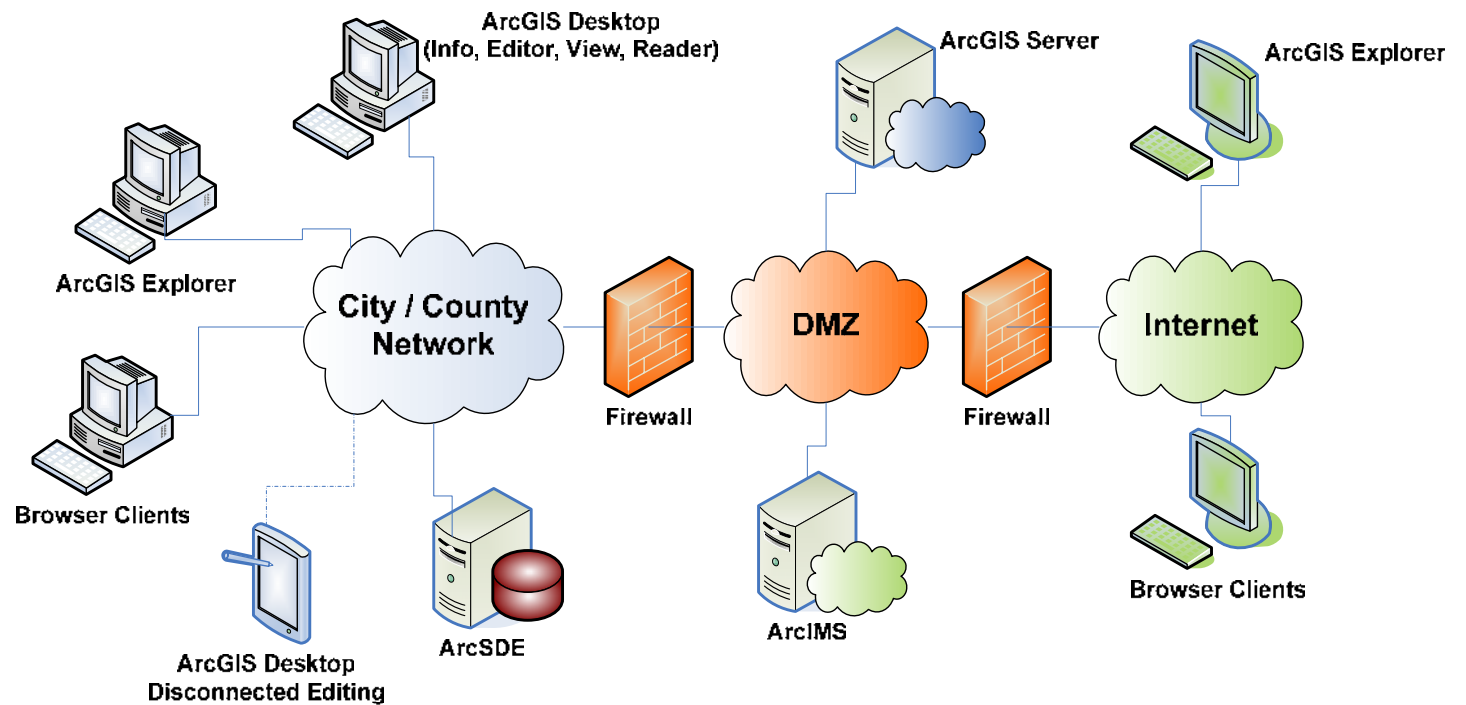 ArcGIS Desktop
(Info, Editor, View, Reader)
ArcGIS Server
ArcGIS Explorer
ArcGIS Explorer
City / County
Network
DMZ
Internet
Firewall
Firewall
Browser Clients
ArcGIS Desktop
Disconnected Editing
ArcSDE
ArcIMS
Browser Clients